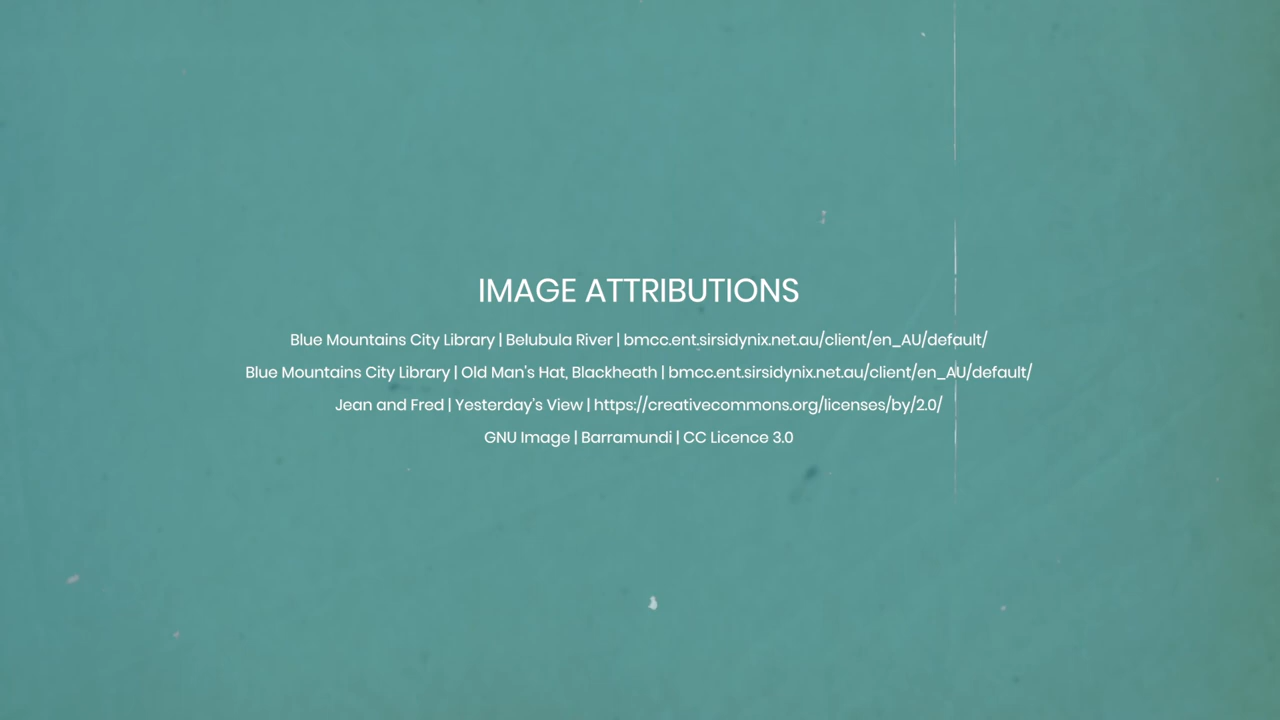 IMAGE ATTRIBUTIONS
Blue Mountains City Library | Belubula River | bmcc.ent.sirsidynix.net.au/client/en_AU/default/
Blue Mountains City Library | Old Man's Hat, Blackheath | bmcc.ent.sirsidynix.net.au/client/en_AU/default/
Jean and Fred | Yesterday's View | https://creativecommons.org/licenses/by/2.0/
GNU Image | Barramundi | CC Licence 3.0